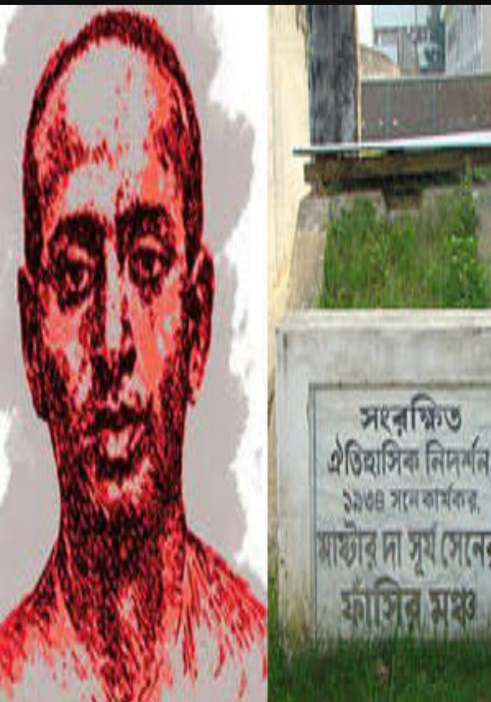 সংরক্ষিত
ঐতিহাসিক নিদর্শন
১৯৩৪ সনে কার্যকর,
মাস্টার দা সূর্য সেনের
ফাঁসির মঞ্চ